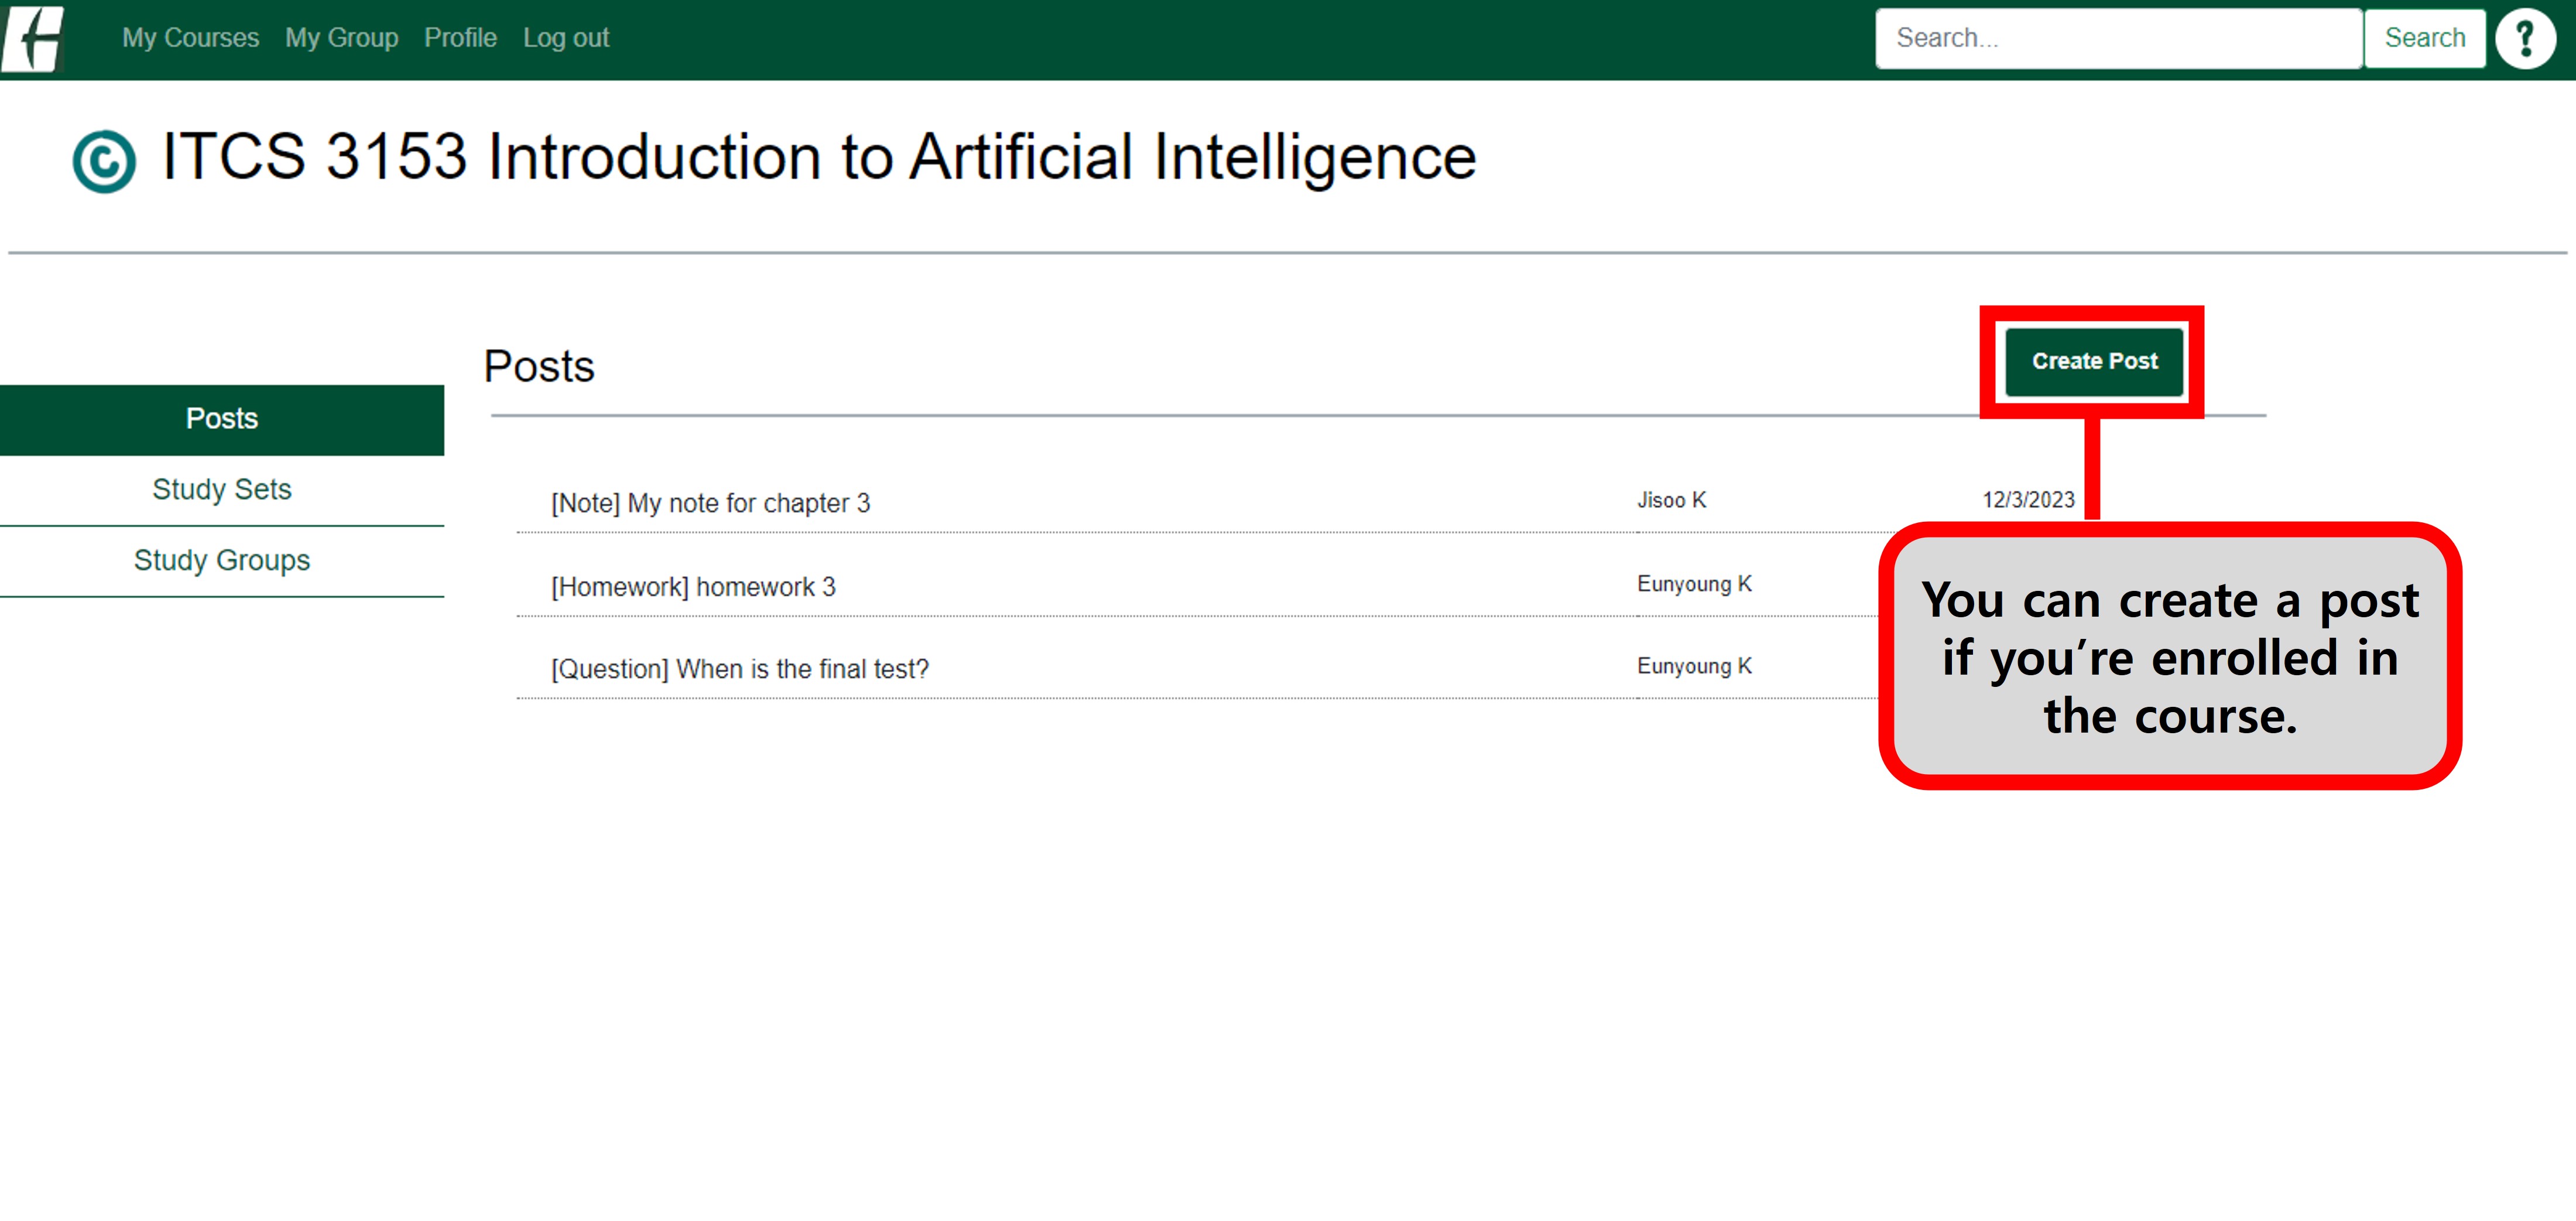 My Courses My Group Profile Log out
Search...
Search
?
© ITCS 3153 Introduction to Artificial Intelligence
Posts
Create Post
Posts
Study Sets
Study Groups
[Note] My note for chapter 3 Jisoo K 12/3/2023
[Homework] homework 3 Eunyoung K
[Question] When is the final test? Eunyoung K
You can create a post
if you’re enrolled in
the course.